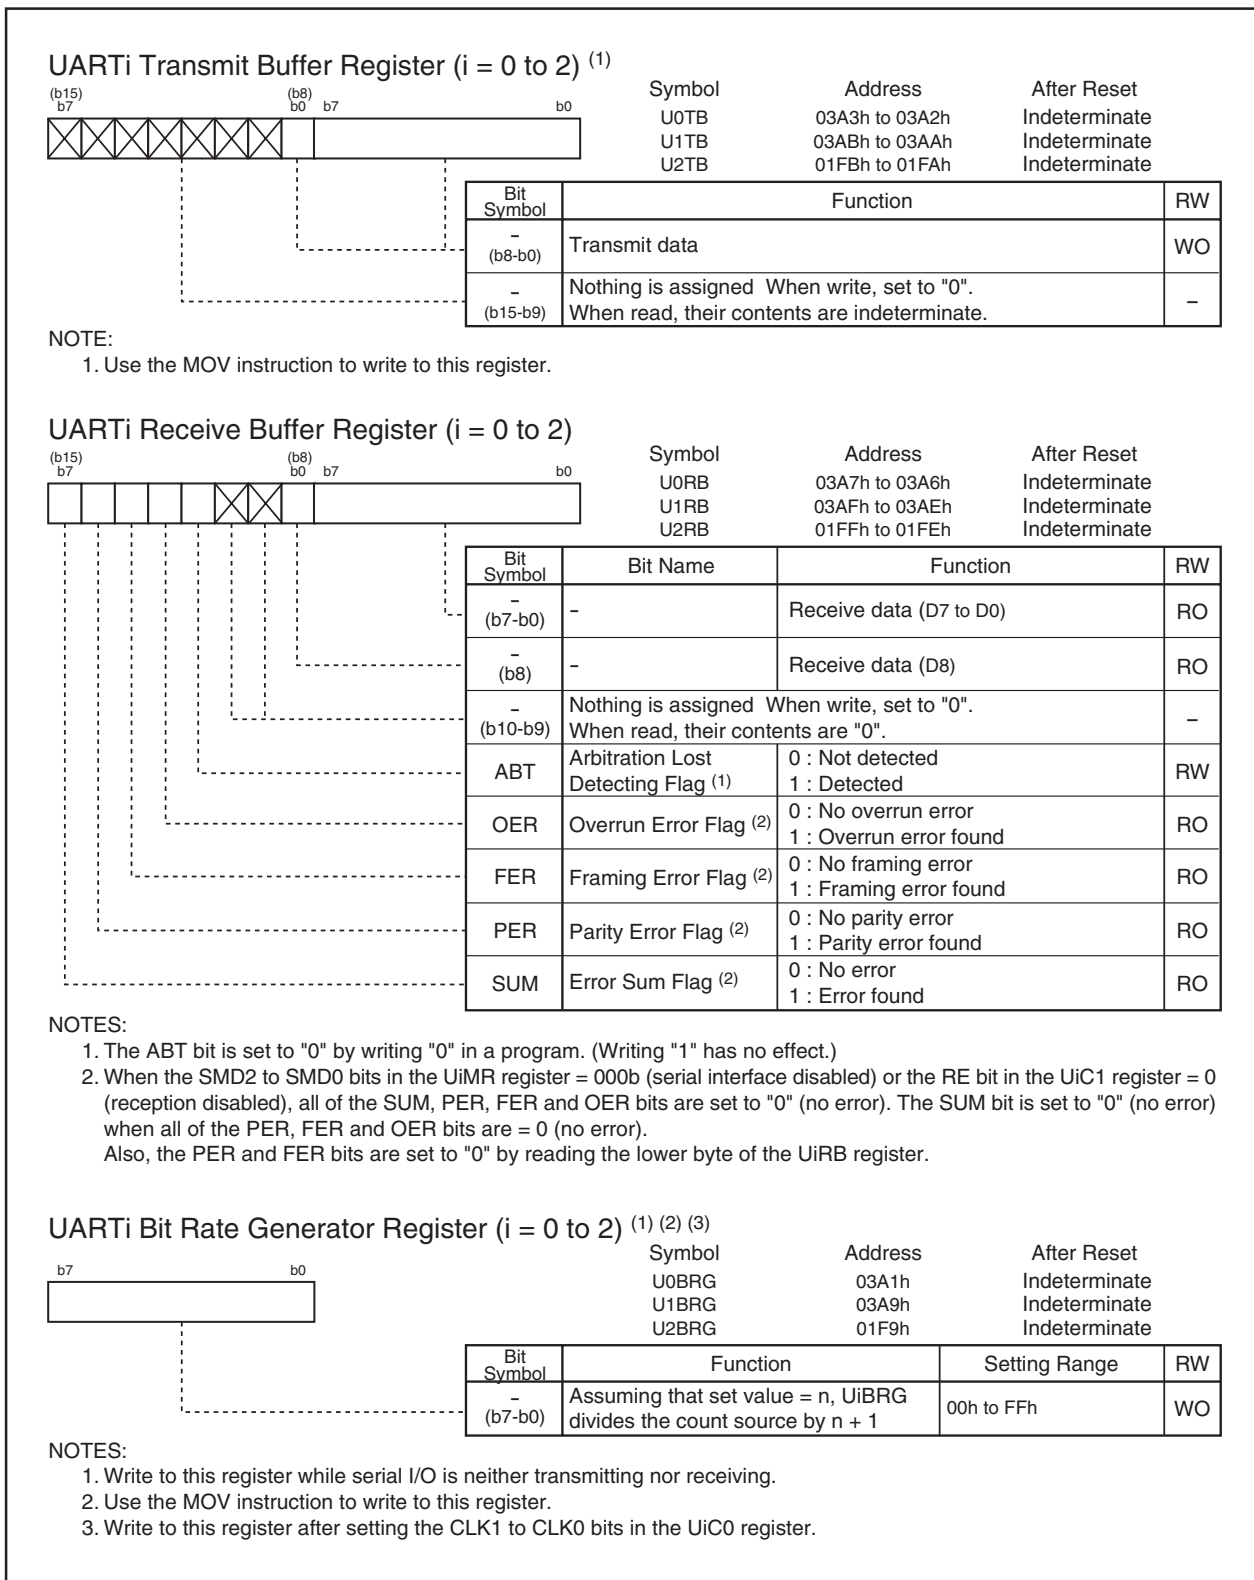 UARTi Transmit Buffer Register (i = 0 to 2) (1)
(b15) (b8)
b7 b0 b7 b0
Symbol Address After Reset
U0TB 03A3h to 03A2h Indeterminate
U1TB 03ABh to 03AAh Indeterminate
U2TB 01FBh to 01FAh Indeterminate
Bit Symbol Function RW
– (b8-b0) Transmit data WO
– (b15-b9) Nothing is assigned When write, set to "0".
When read, their contents are indeterminate. –
NOTE:
1. Use the MOV instruction to write to this register.
UARTi Receive Buffer Register (i = 0 to 2)
(b15) (b8)
b7 b0 b7 b0
Symbol Address After Reset
U0RB 03A7h to 03A6h Indeterminate
U1RB 03AFh to 03AEh Indeterminate
U2RB 01FFh to 01FEh Indeterminate
Bit Symbol Bit Name Function RW
– (b7-b0) – Receive data (D7 to D0) RO
– (b8) – Receive data (D8) RO
– (b10-b9) Nothing is assigned When write, set to "0".
When read, their contents are "0". –
ABT Arbitration Lost Detecting Flag (1) 0 : Not detected
1 : Detected RW
OER Overrun Error Flag (2) 0 : No overrun error
1 : Overrun error found RO
FER Framing Error Flag (2) 0 : No framing error
1 : Framing error found RO
PER Parity Error Flag (2) 0 : No parity error
1 : Parity error found RO
SUM Error Sum Flag (2) 0 : No error
1 : Error found RO
NOTES:
1. The ABT bit is set to "0" by writing "0" in a program. (Writing "1" has no effect.)
2. When the SMD2 to SMD0 bits in the UiMR register = 000b (serial interface disabled) or the RE bit in the UiC1 register = 0
(reception disabled), all of the SUM, PER, FER and OER bits are set to "0" (no error). The SUM bit is set to "0" (no error)
when all of the PER, FER and OER bits are = 0 (no error).
Also, the PER and FER bits are set to "0" by reading the lower byte of the UiRB register.
UARTi Bit Rate Generator Register (i = 0 to 2) (1) (2) (3)
b7 b0
Symbol Address After Reset
U0BRG 03A1h Indeterminate
U1BRG 03A9h Indeterminate
U2BRG 01F9h Indeterminate
Bit Symbol Function Setting Range RW
– (b7-b0) Assuming that set value = n, UiBRG
divides the count source by n + 1 00h to FFh WO
NOTES:
1. Write to this register while serial I/O is neither transmitting nor receiving.
2. Use the MOV instruction to write to this register.
3. Write to this register after setting the CLK1 to CLK0 bits in the UiC0 register.